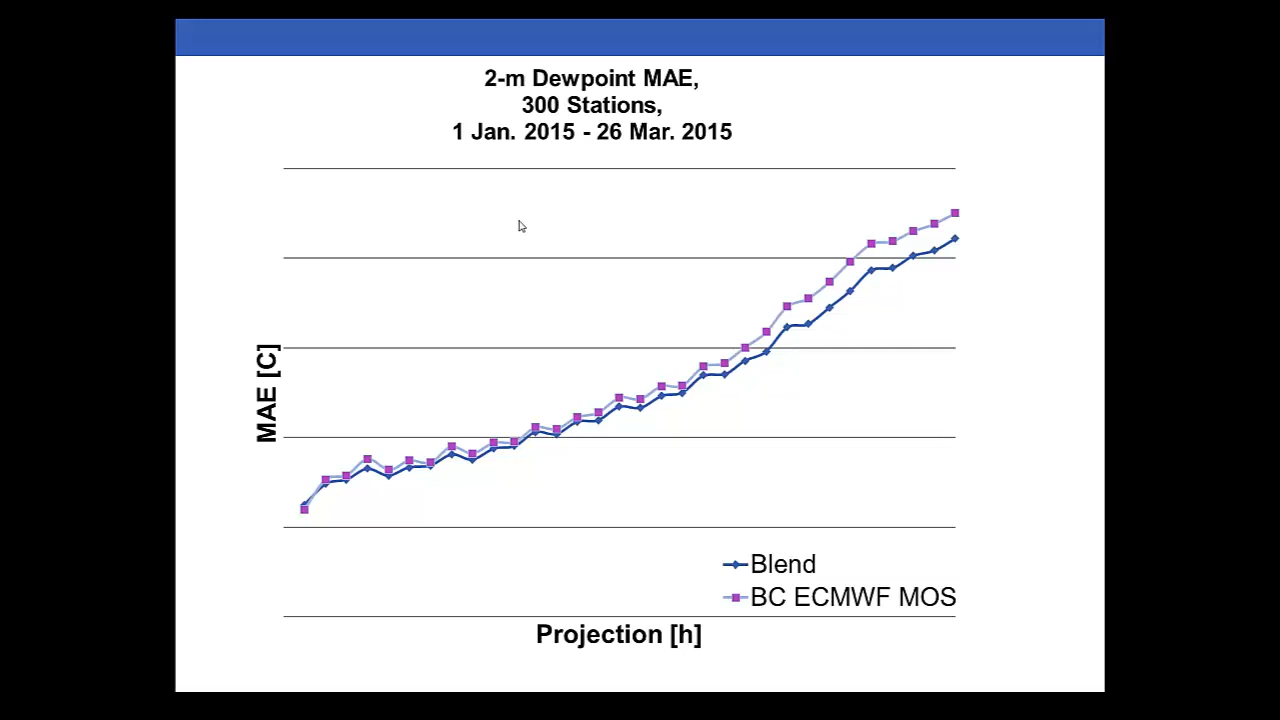 2-m Dewpoint MAE,
300 Stations,
1 Jan. 2015 - 26 Mar. 2015
MAE [C]
Blend
BC ECMWF MOS
Projection [h]